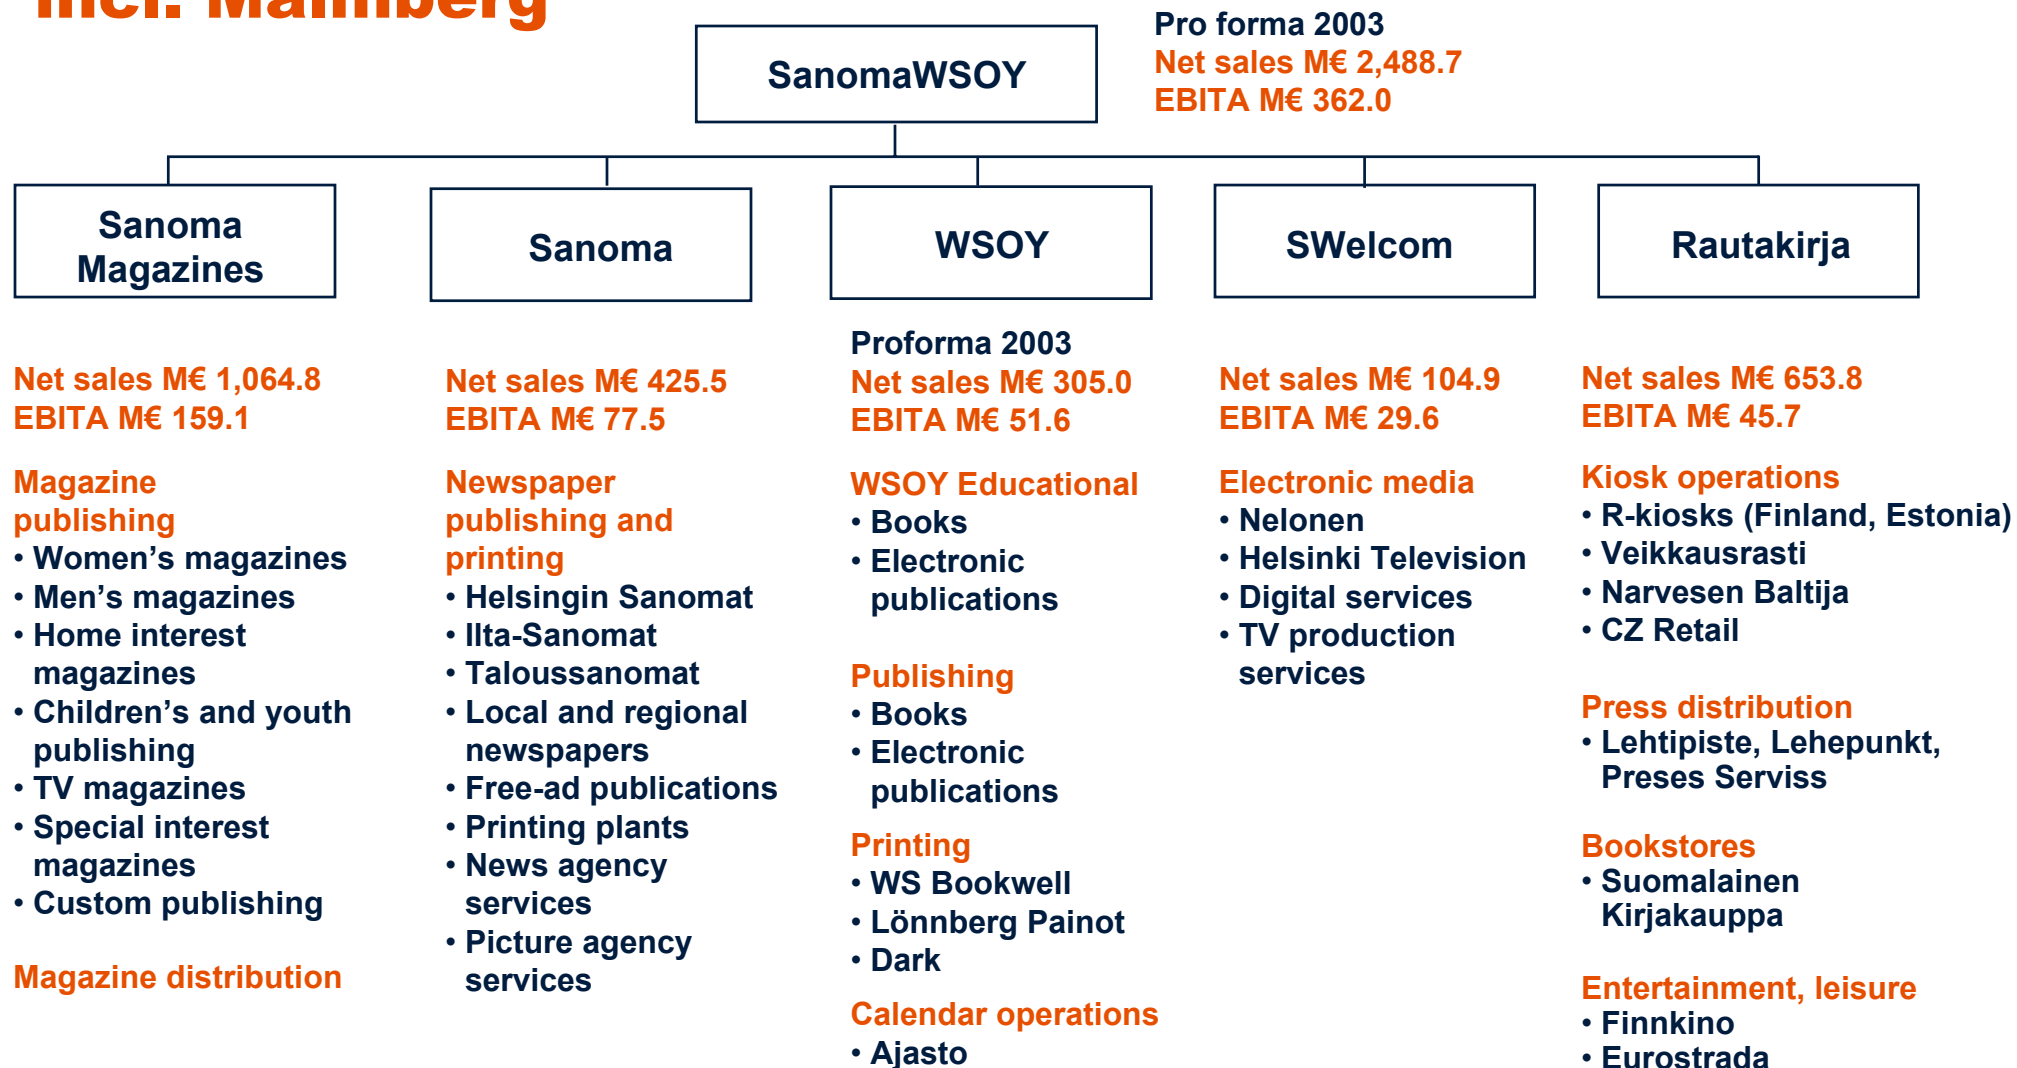 incl. Malmberg
SanomaWSOY
Pro forma 2003
Net sales M€ 2,488.7
EBITA M€ 362.0
Sanoma
Magazines
Sanoma
WSOY
SWelcom
Rautakirja
Net sales M€ 1,064.8
EBITA M€ 159.1
Magazine
publishing
• Women’s magazines
• Men’s magazines
• Home interest
magazines
• Children’s and youth
publishing
• TV magazines
• Special interest
magazines
• Custom publishing
Magazine distribution
Net sales M€ 425.5
EBITA M€ 77.5
Newspaper
publishing and
printing
• Helsingin Sanomat
• Ilta-Sanomat
• Taloussanomat
• Local and regional
newspapers
• Free-ad publications
• Printing plants
• News agency
services
• Picture agency
services
Proforma 2003
Net sales M€ 305.0
EBITA M€ 51.6
WSOY Educational
• Books
• Electronic
publications
Publishing
• Books
• Electronic
publications
Printing
• WS Bookwell
• Lönnberg Painot
• Dark
Calendar operations
• Ajasto
Net sales M€ 104.9
EBITA M€ 29.6
Electronic media
• Nelonen
• Helsinki Television
• Digital services
• TV production
services
Net sales M€ 653.8
EBITA M€ 45.7
Kiosk operations
• R-kiosks (Finland, Estonia)
• Veikkausrasti
• Narvesen Baltija
• CZ Retail
Press distribution
• Lehtipiste, Lehepunkt,
Preses Serviss
Bookstores
• Suomalainen
Kirjakauppa
Entertainment, leisure
• Finnkino
• Eurostrada